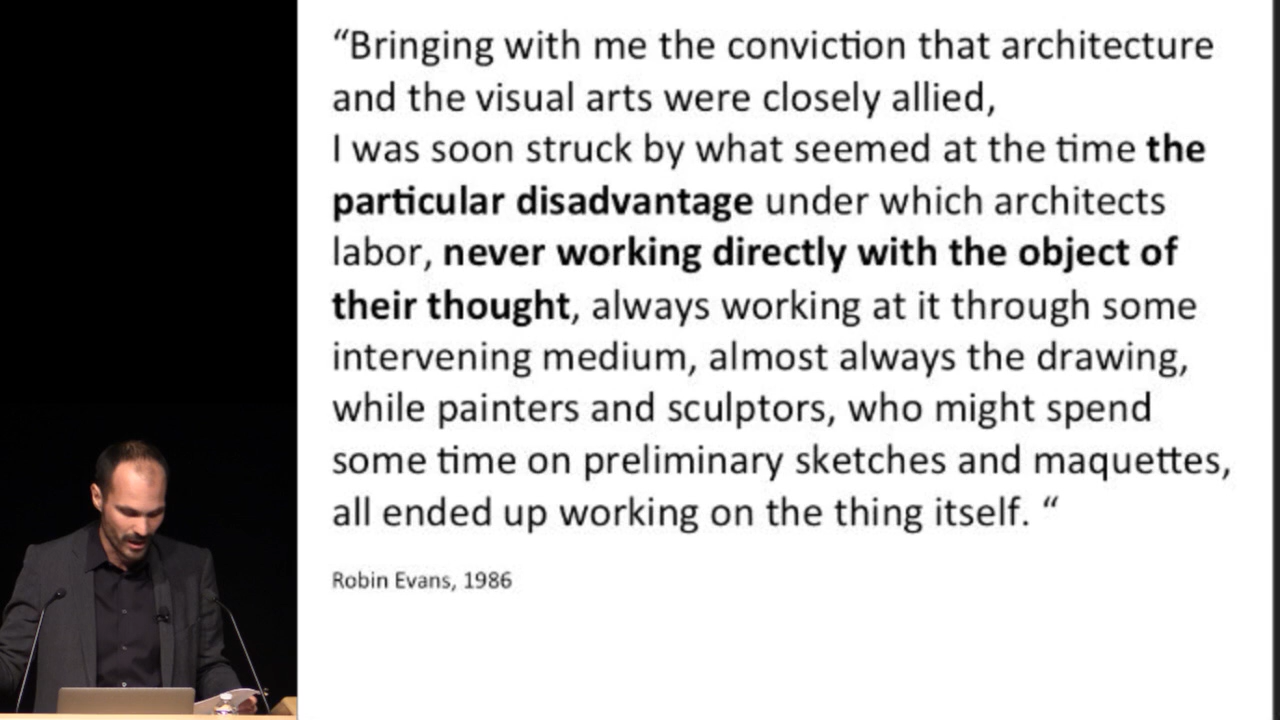 “Bringing with me the conviction that architecture
and the visual arts were closely allied,
I was soon struck by what seemed at the time the
particular disadvantage under which architects
labor, never working directly with the object of
their thought, always working at it through some
intervening medium, almost always the drawing,
while painters and sculptors, who might spend
some time on preliminary sketches and maquettes,
all ended up working on the thing itself. “
Robin Evans, 1986